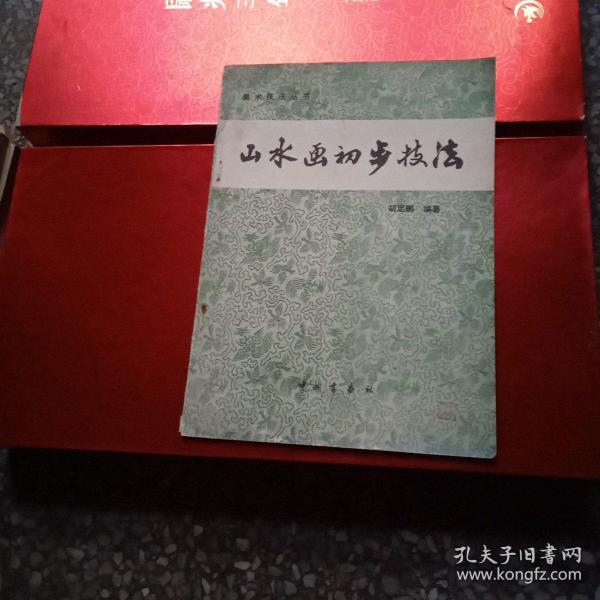 美术技法丛书
山水画初步技法
胡定鹏 编著
中州书画社
孔夫子旧书网
www.kongfz.com